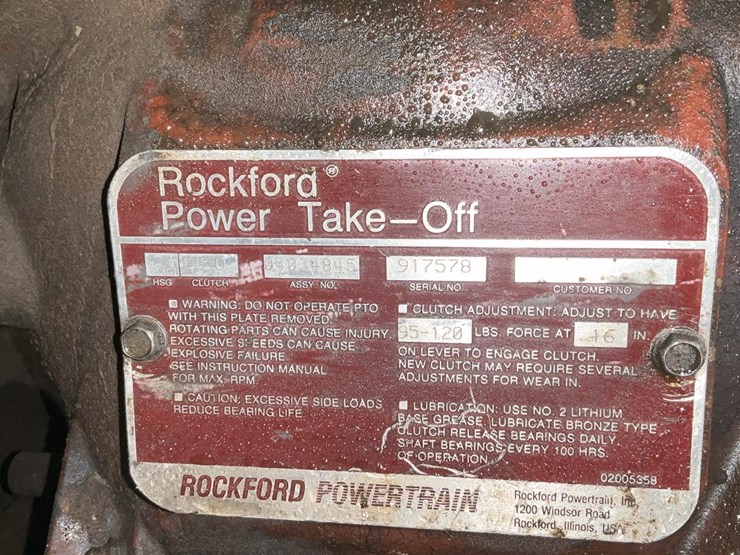 Rockford®
Power Take-Off
917578
HSG CLUTCH ASSY NO. SERIAL NO. CUSTOMER NO.
WARNING: DO NOT OPERATE PTO
WITH THIS PLATE REMOVED.
ROTATING PARTS CAN CAUSE INJURY.
EXCESSIVE SPEEDS CAN CAUSE
EXPLOSIVE FAILURE.
SEE INSTRUCTION MANUAL
FOR MAX. RPM
CAUTION: EXCESSIVE SIDE LOADS
REDUCE BEARING LIFE.
CLUTCH ADJUSTMENT: ADJUST TO HAVE
95-120 LBS. FORCE AT 16 IN.
ON LEVER TO ENGAGE CLUTCH.
NEW CLUTCH MAY REQUIRE SEVERAL
ADJUSTMENTS FOR WEAR IN.
LUBRICATION: USE NO. 2 LITHIUM
BASE GREASE. LUBRICATE BRONZE TYPE
CLUTCH RELEASE BEARINGS DAILY,
SHAFT BEARINGS EVERY 100 HRS.
OF OPERATION.
02005358
ROCKFORD POWERTRAIN
Rockford Powertrain, Inc.
1200 Windsor Road
Rockford, Illinois, USA